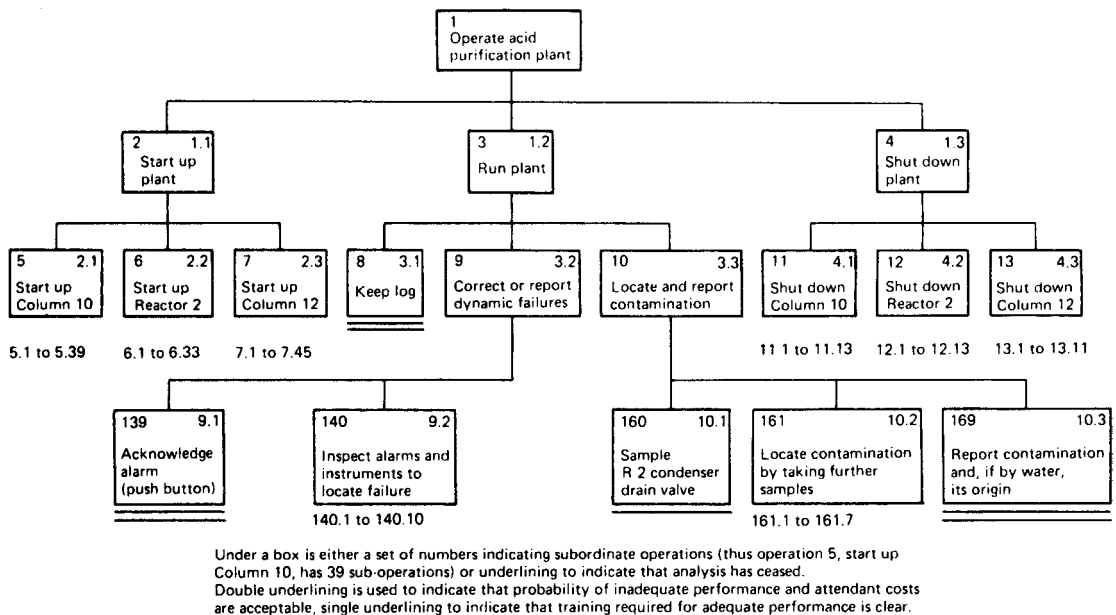 1
Operate acid
purification plant
2 1.1
Start up
plant
3 1.2
Run plant
4 1.3
Shut down
plant
5 2.1
Start up
Column 10
6 2.2
Start up
Reactor 2
7 2.3
Start up
Column 12
8 3.1
Keep log
9 3.2
Correct or report
dynamic failures
10 3.3
Locate and report
contamination
11 4.1
Shut down
Column 10
12 4.2
Shut down
Reactor 2
13 4.3
Shut down
Column 12
5.1 to 5.39
6.1 to 6.33
7.1 to 7.45
11 1 to 11.13
12.1 to 12.13
13.1 to 13.11
139 9.1
Acknowledge
alarm
(push button)
140 9.2
Inspect alarms and
instruments to
locate failure
160 10.1
Sample
R 2 condenser
drain valve
161 10.2
Locate contamination
by taking further
samples
169 10.3
Report contamination
and, if by water,
its origin
140.1 to 140.10
161.1 to 161.7
Under a box is either a set of numbers indicating subordinate operations (thus operation 5, start up
Column 10, has 39 sub-operations) or underlining to indicate that analysis has ceased.
Double underlining is used to indicate that probability of inadequate performance and attendant costs
are acceptable, single underlining to indicate that training required for adequate performance is clear.